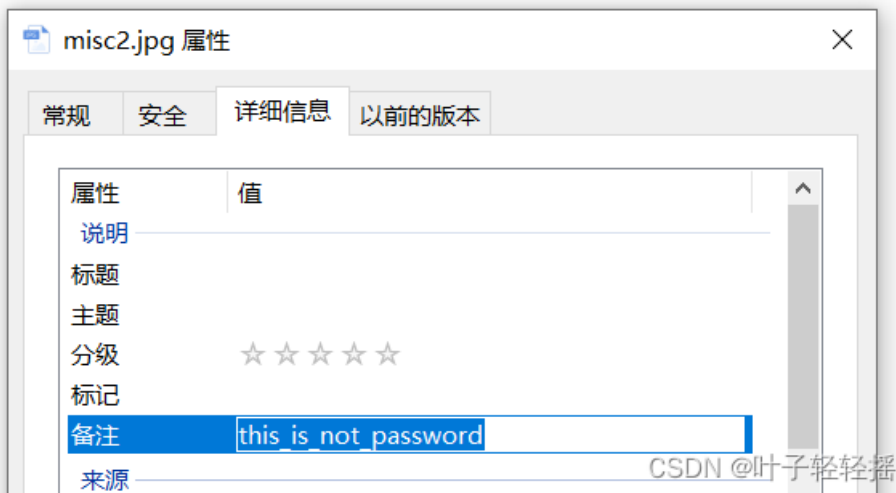 misc2.jpg 属性
常规 安全 详细信息 以前的版本
属性 值
说明
标题
主题
分级
标记
备注 this_is_not_password
来源
CSDN @叶子轻轻摇